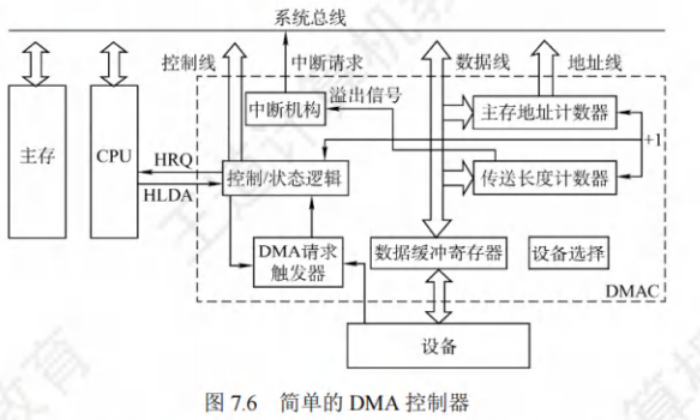 系统总线
控制线
中断请求
数据线
地址线
中断机构
溢出信号
主存地址计数器
+1
主存
CPU
HRQ
HLDA
控制/状态逻辑
传送长度计数器
DMA请求
触发器
数据缓冲寄存器
设备选择
DMAC
设备
图 7.6 简单的 DMA 控制器